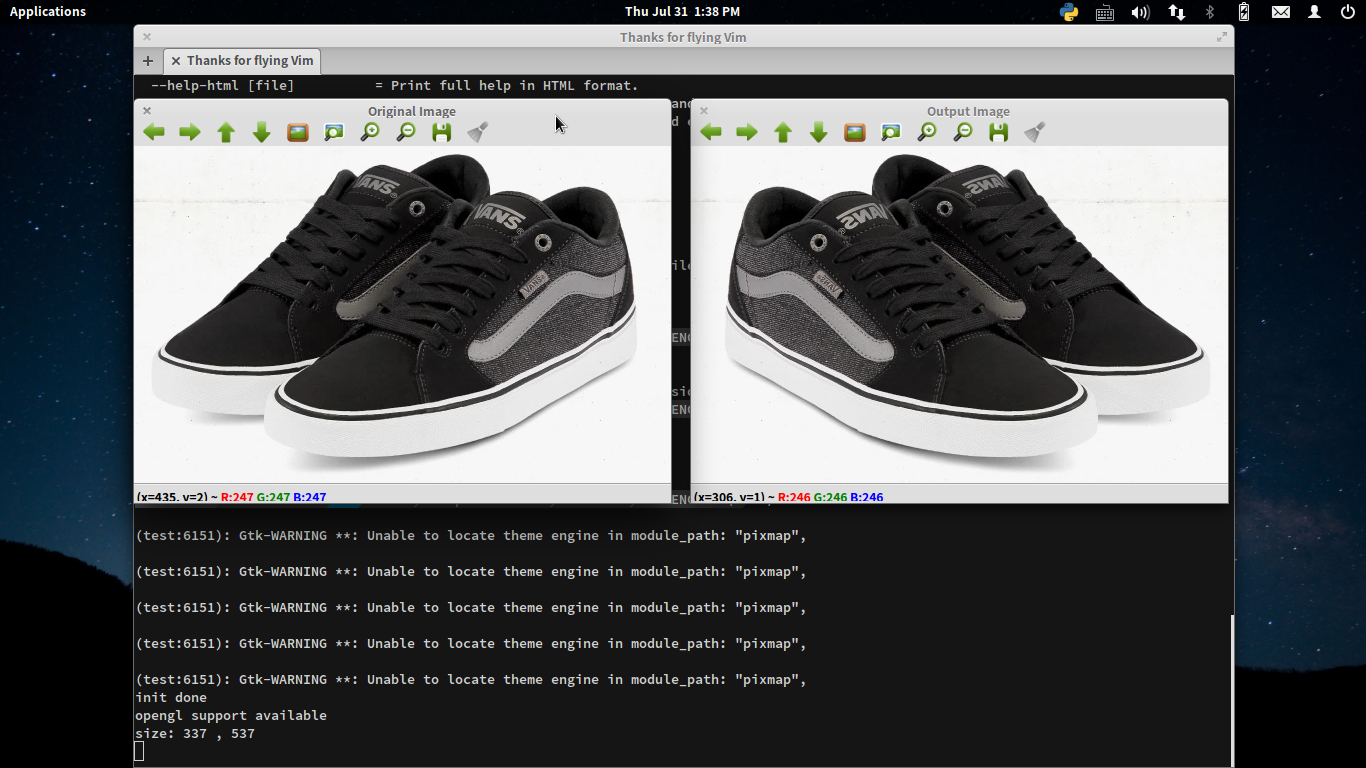 Applications
Thu Jul 31 1:38 PM
Thanks for flying Vim
Thanks for flying Vim
--help-html [file] = Print full help in HTML format.
Original Image
Output Image
VANS
VANS
VANS
VANS
VANS
VANS
(x=435, y=2) ~ R:247 G:247 B:247
(x=306, y=1) ~ R:246 G:246 B:246
(test:6151): Gtk-WARNING **: Unable to locate theme engine in module_path: "pixmap",
(test:6151): Gtk-WARNING **: Unable to locate theme engine in module_path: "pixmap",
(test:6151): Gtk-WARNING **: Unable to locate theme engine in module_path: "pixmap",
(test:6151): Gtk-WARNING **: Unable to locate theme engine in module_path: "pixmap",
(test:6151): Gtk-WARNING **: Unable to locate theme engine in module_path: "pixmap",
init done
opengl support available
size: 337 , 537